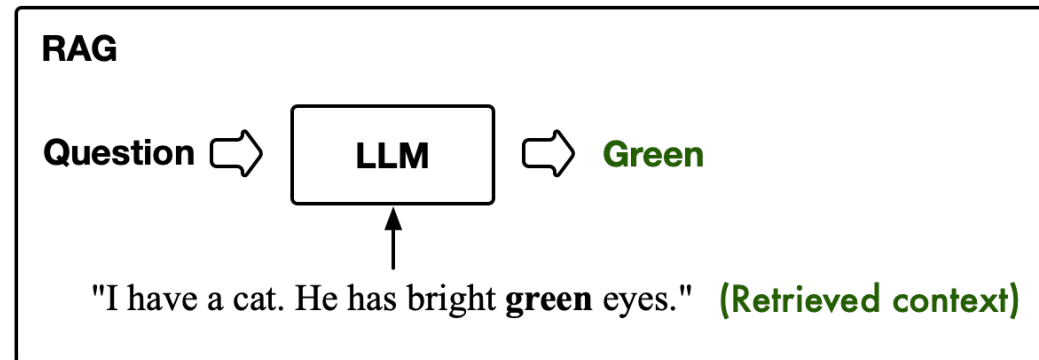 RAG
Question LLM Green
"I have a cat. He has bright green eyes." (Retrieved context)